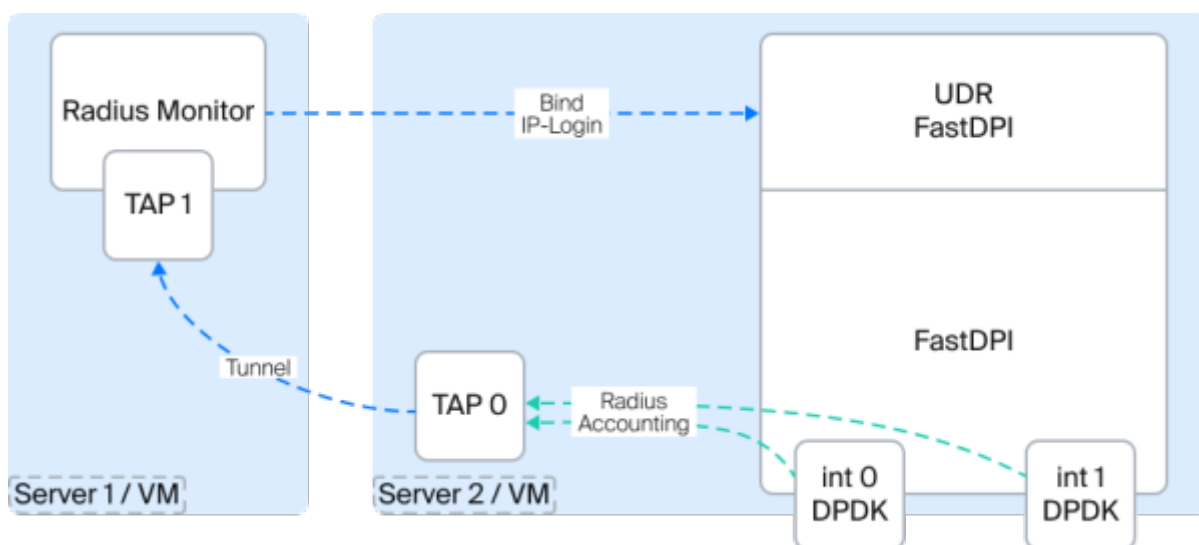 Radius Monitor
TAP 1
Bind
IP-Login
UDR
FastDPI
FastDPI
Tunnel
TAP 0
Radius
Accounting
int 0
DPDK
int 1
DPDK
Server 1 / VM
Server 2 / VM